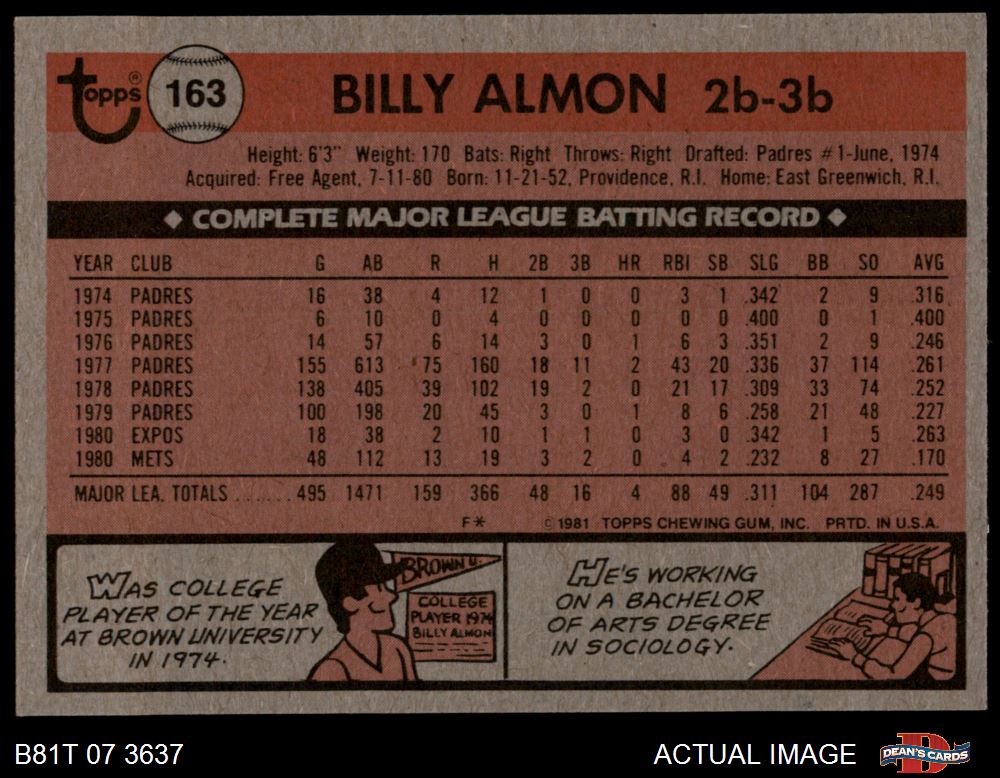 Topps ® 163 BILLY ALMON 2b-3b
Height: 6'3" Weight: 170 Bats: Right Throws: Right Drafted: Padres #1-June, 1974
Acquired: Free Agent, 7-11-80 Born: 11-21-52, Providence, R.I. Home: East Greenwich, R.I.
◆ COMPLETE MAJOR LEAGUE BATTING RECORD ◆
YEAR CLUB G AB R H 2B 3B HR RBI SB SLG BB SO AVG
1974 PADRES 16 38 4 12 1 0 0 3 1 .342 2 9 .316
1975 PADRES 6 10 0 4 0 0 0 0 0 .400 0 1 .400
1976 PADRES 14 57 6 14 3 0 1 6 3 .351 2 9 .246
1977 PADRES 155 613 75 160 18 11 2 43 20 .336 37 114 .261
1978 PADRES 138 405 39 102 19 2 0 21 17 .309 33 74 .252
1979 PADRES 100 198 20 45 3 0 1 8 6 .258 21 48 .227
1980 EXPOS 18 38 2 10 1 1 0 3 0 .342 1 5 .263
1980 METS 48 112 13 19 3 2 0 4 2 .232 8 27 .170
MAJOR LEA. TOTALS ....... 495 1471 159 366 48 16 4 88 49 .311 104 287 .249
F* © 1981 TOPPS CHEWING GUM, INC. PRTD. IN U.S.A.
WAS COLLEGE
PLAYER OF THE YEAR
AT BROWN UNIVERSITY
IN 1974.
BROWN U.
COLLEGE
PLAYER 1974
BILLY ALMON
HE'S WORKING
ON A BACHELOR
OF ARTS DEGREE
IN SOCIOLOGY.
B81T 07 3637 ACTUAL IMAGE DEAN'S CARDS